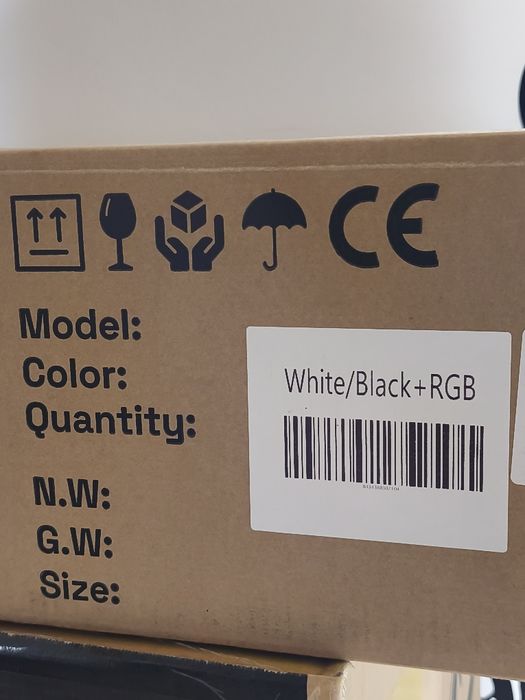 CE
Model:
Color:
Quantity:
N.W:
G.W:
Size:
White/Black+RGB